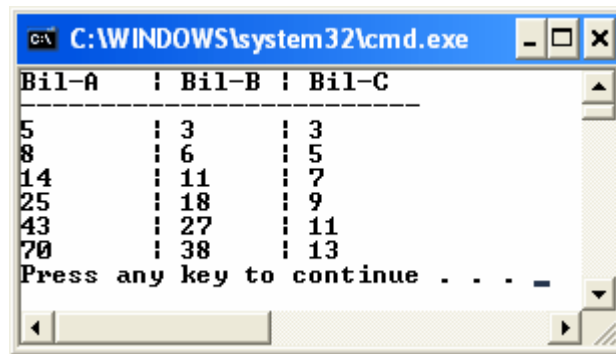 C:\WINDOWS\system32\cmd.exe
Bil-A ¦ Bil-B ¦ Bil-C
-------------------------------
5 ¦ 3 ¦ 3
8 ¦ 6 ¦ 5
14 ¦ 11 ¦ 7
25 ¦ 18 ¦ 9
43 ¦ 27 ¦ 11
70 ¦ 38 ¦ 13
Press any key to continue . . . _